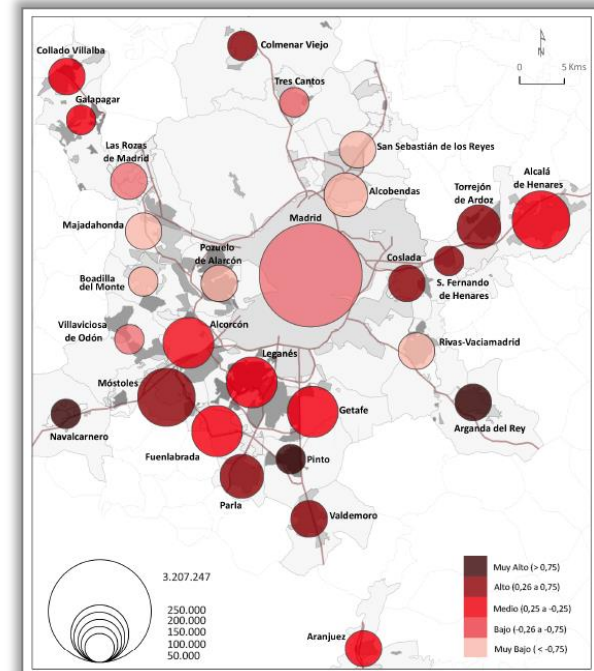 Collado Villalba
Colmenar Viejo
N
0 5 Kms
Tres Cantos
Galapagar
Las Rozas
de Madrid
San Sebastián de los Reyes
Alcalá
de Henares
Torrejón
de Ardoz
Alcobendas
Madrid
Majadahonda
Pozuelo
de Alarcón
Coslada
Boadilla
del Monte
S. Fernando
de Henares
Villaviciosa
de Odón
Alcorcón
Rivas-Vaciamadrid
Leganés
Móstoles
Getafe
Arganda del Rey
Navalcarnero
Fuenlabrada
Pinto
Parla
Valdemoro
3.207.247
250.000
200.000
150.000
100.000
50.000
Muy Alto (> 0,75)
Alto (0,26 a 0,75)
Medio (0,25 a -0,25)
Bajo (-0,26 a -0,75)
Muy Bajo (< -0,75)
Aranjuez